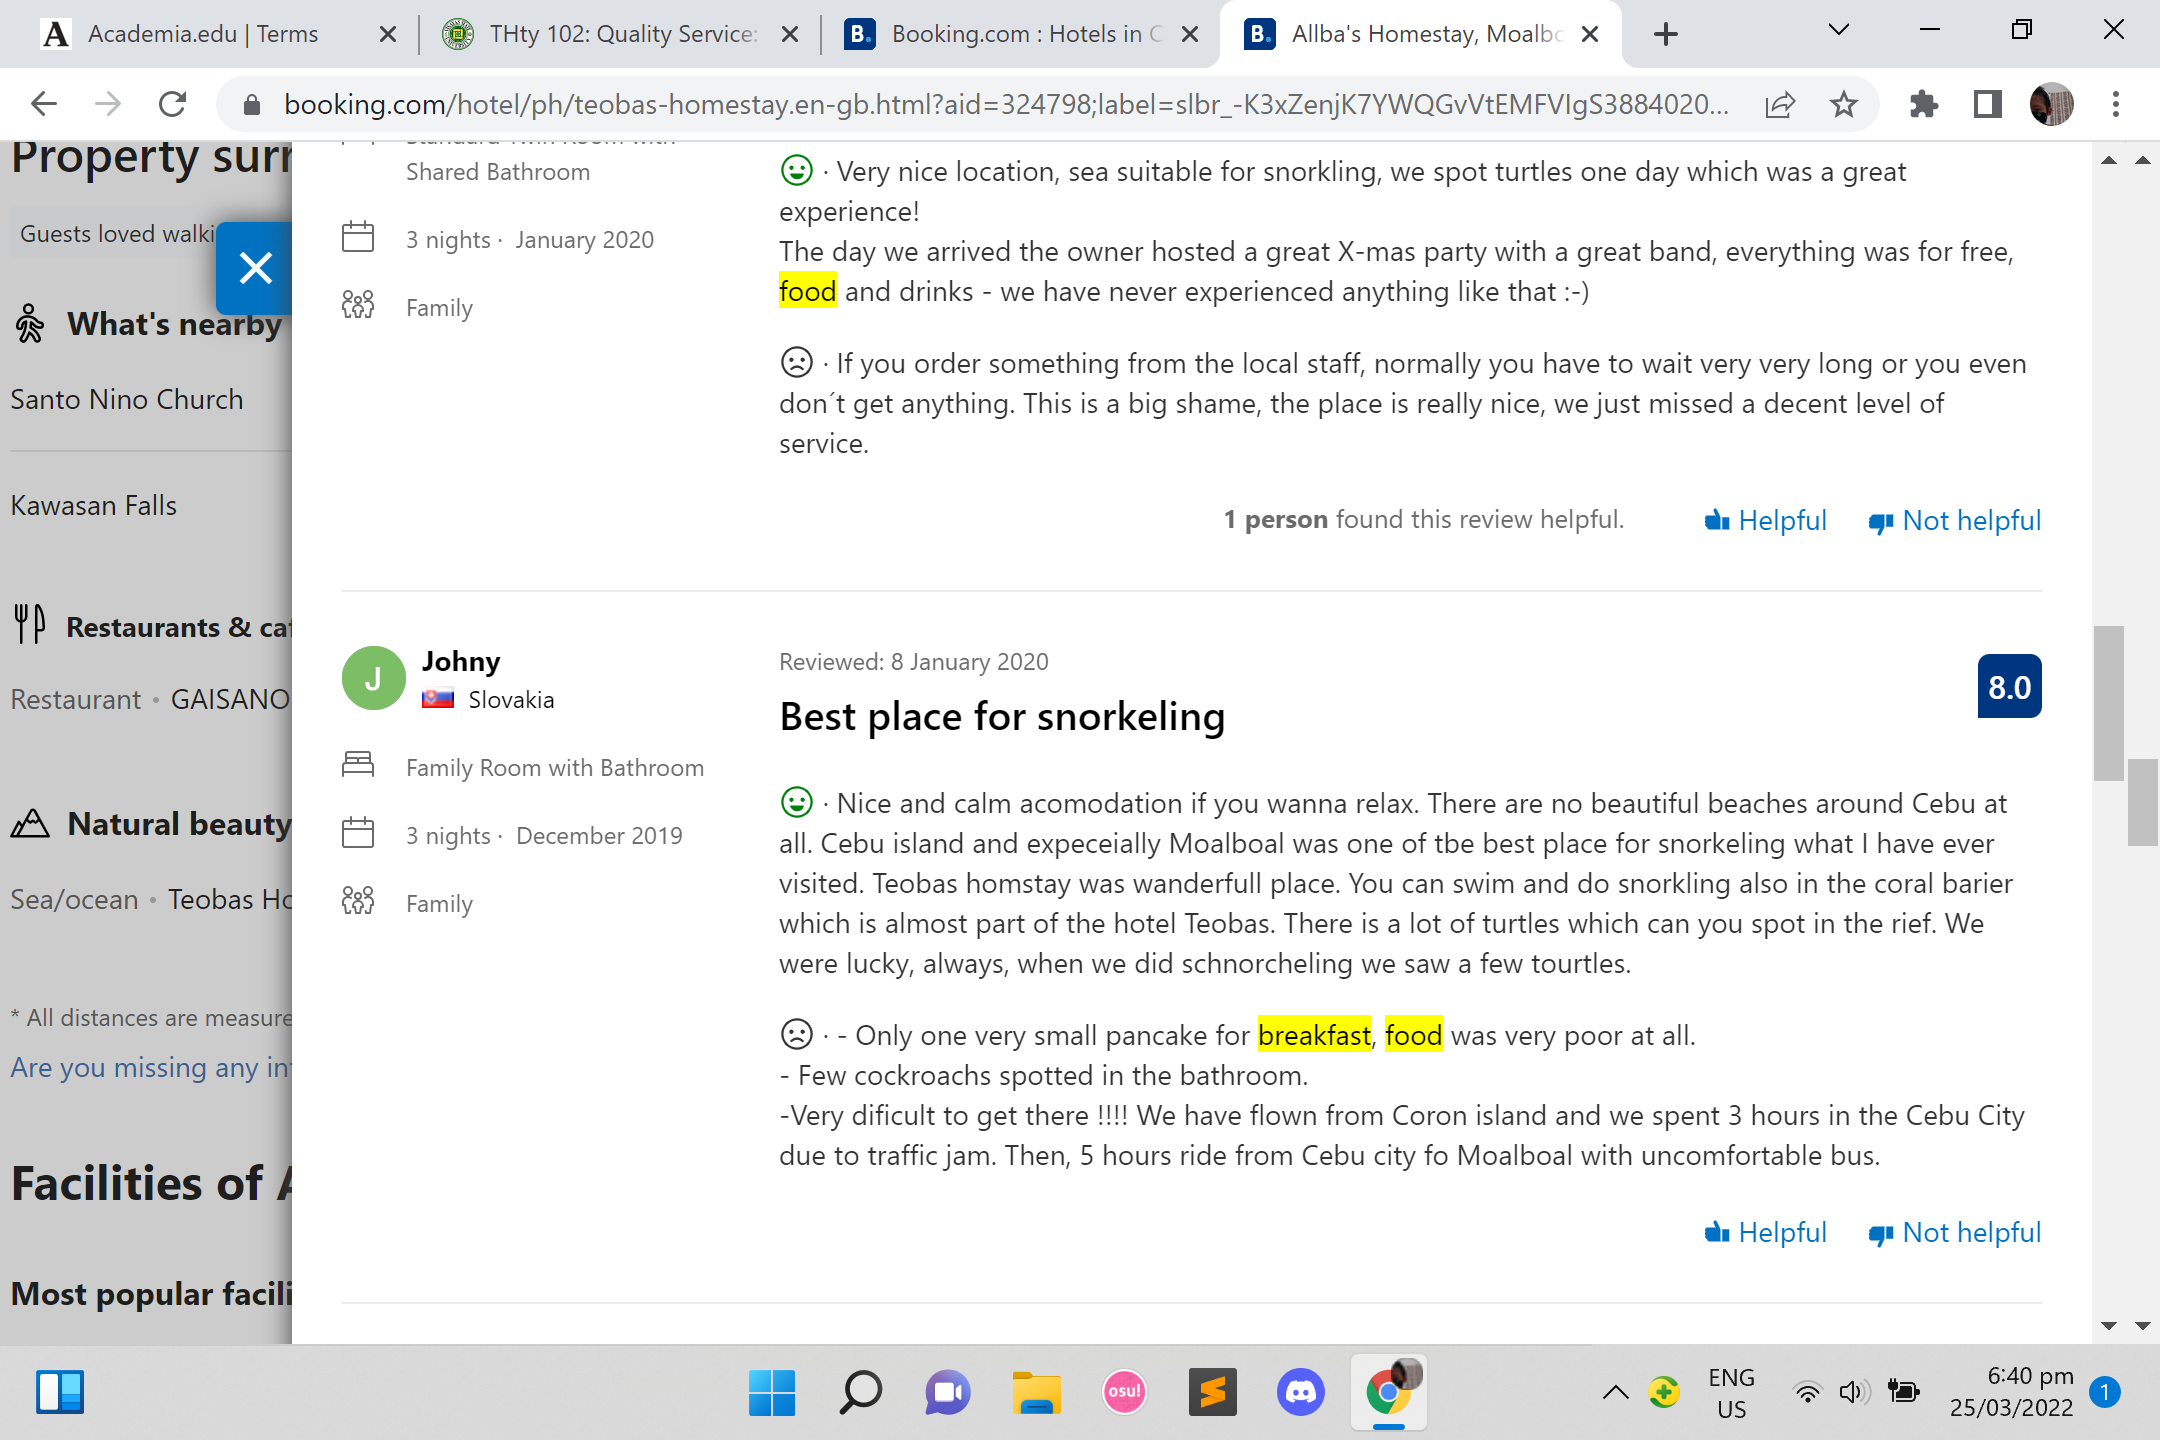 Academia.edu | Terms
THty 102: Quality Service:
Booking.com : Hotels in C
Allba's Homestay, Moalbo
booking.com/hotel/ph/teobas-homestay.en-gb.html?aid=324798;label=slbr_-K3xZenjK7YWQGvVtEMFVIgS3884020...
Property surr
Guests loved walki
What's nearby
Santo Nino Church
Kawasan Falls
Restaurants & caf
Restaurant • GAISANO
Natural beauty
Sea/ocean • Teobas Ho
* All distances are measure
Are you missing any in
Facilities of A
Most popular facili
Standard Twin Room with
Shared Bathroom
3 nights · January 2020
Family
· Very nice location, sea suitable for snorkling, we spot turtles one day which was a great
experience!
The day we arrived the owner hosted a great X-mas party with a great band, everything was for free,
food and drinks - we have never experienced anything like that :-)
· If you order something from the local staff, normally you have to wait very very long or you even
don´t get anything. This is a big shame, the place is really nice, we just missed a decent level of
service.
1 person found this review helpful.
Helpful
Not helpful
J
Johny
Slovakia
Family Room with Bathroom
3 nights · December 2019
Family
Reviewed: 8 January 2020
8.0
Best place for snorkeling
· Nice and calm acomodation if you wanna relax. There are no beautiful beaches around Cebu at
all. Cebu island and expeceially Moalboal was one of tbe best place for snorkeling what I have ever
visited. Teobas homstay was wanderfull place. You can swim and do snorkling also in the coral barier
which is almost part of the hotel Teobas. There is a lot of turtles which can you spot in the rief. We
were lucky, always, when we did schnorcheling we saw a few tourtles.
· - Only one very small pancake for breakfast, food was very poor at all.
- Few cockroachs spotted in the bathroom.
-Very dificult to get there !!!! We have flown from Coron island and we spent 3 hours in the Cebu City
due to traffic jam. Then, 5 hours ride from Cebu city fo Moalboal with uncomfortable bus.
Helpful
Not helpful
osu!
ENG
US
6:40 pm
25/03/2022
1